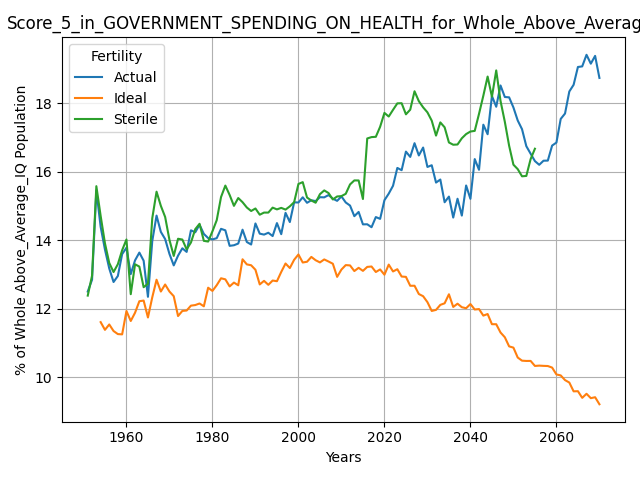 Score_5_in_GOVERNMENT_SPENDING_ON_HEALTH_for_Whole_Above_Averag
Fertility
Actual
Ideal
Sterile
% of Whole Above_Average_IQ Population
18
16
14
12
10
1960
1980
2000
2020
2040
2060
Years